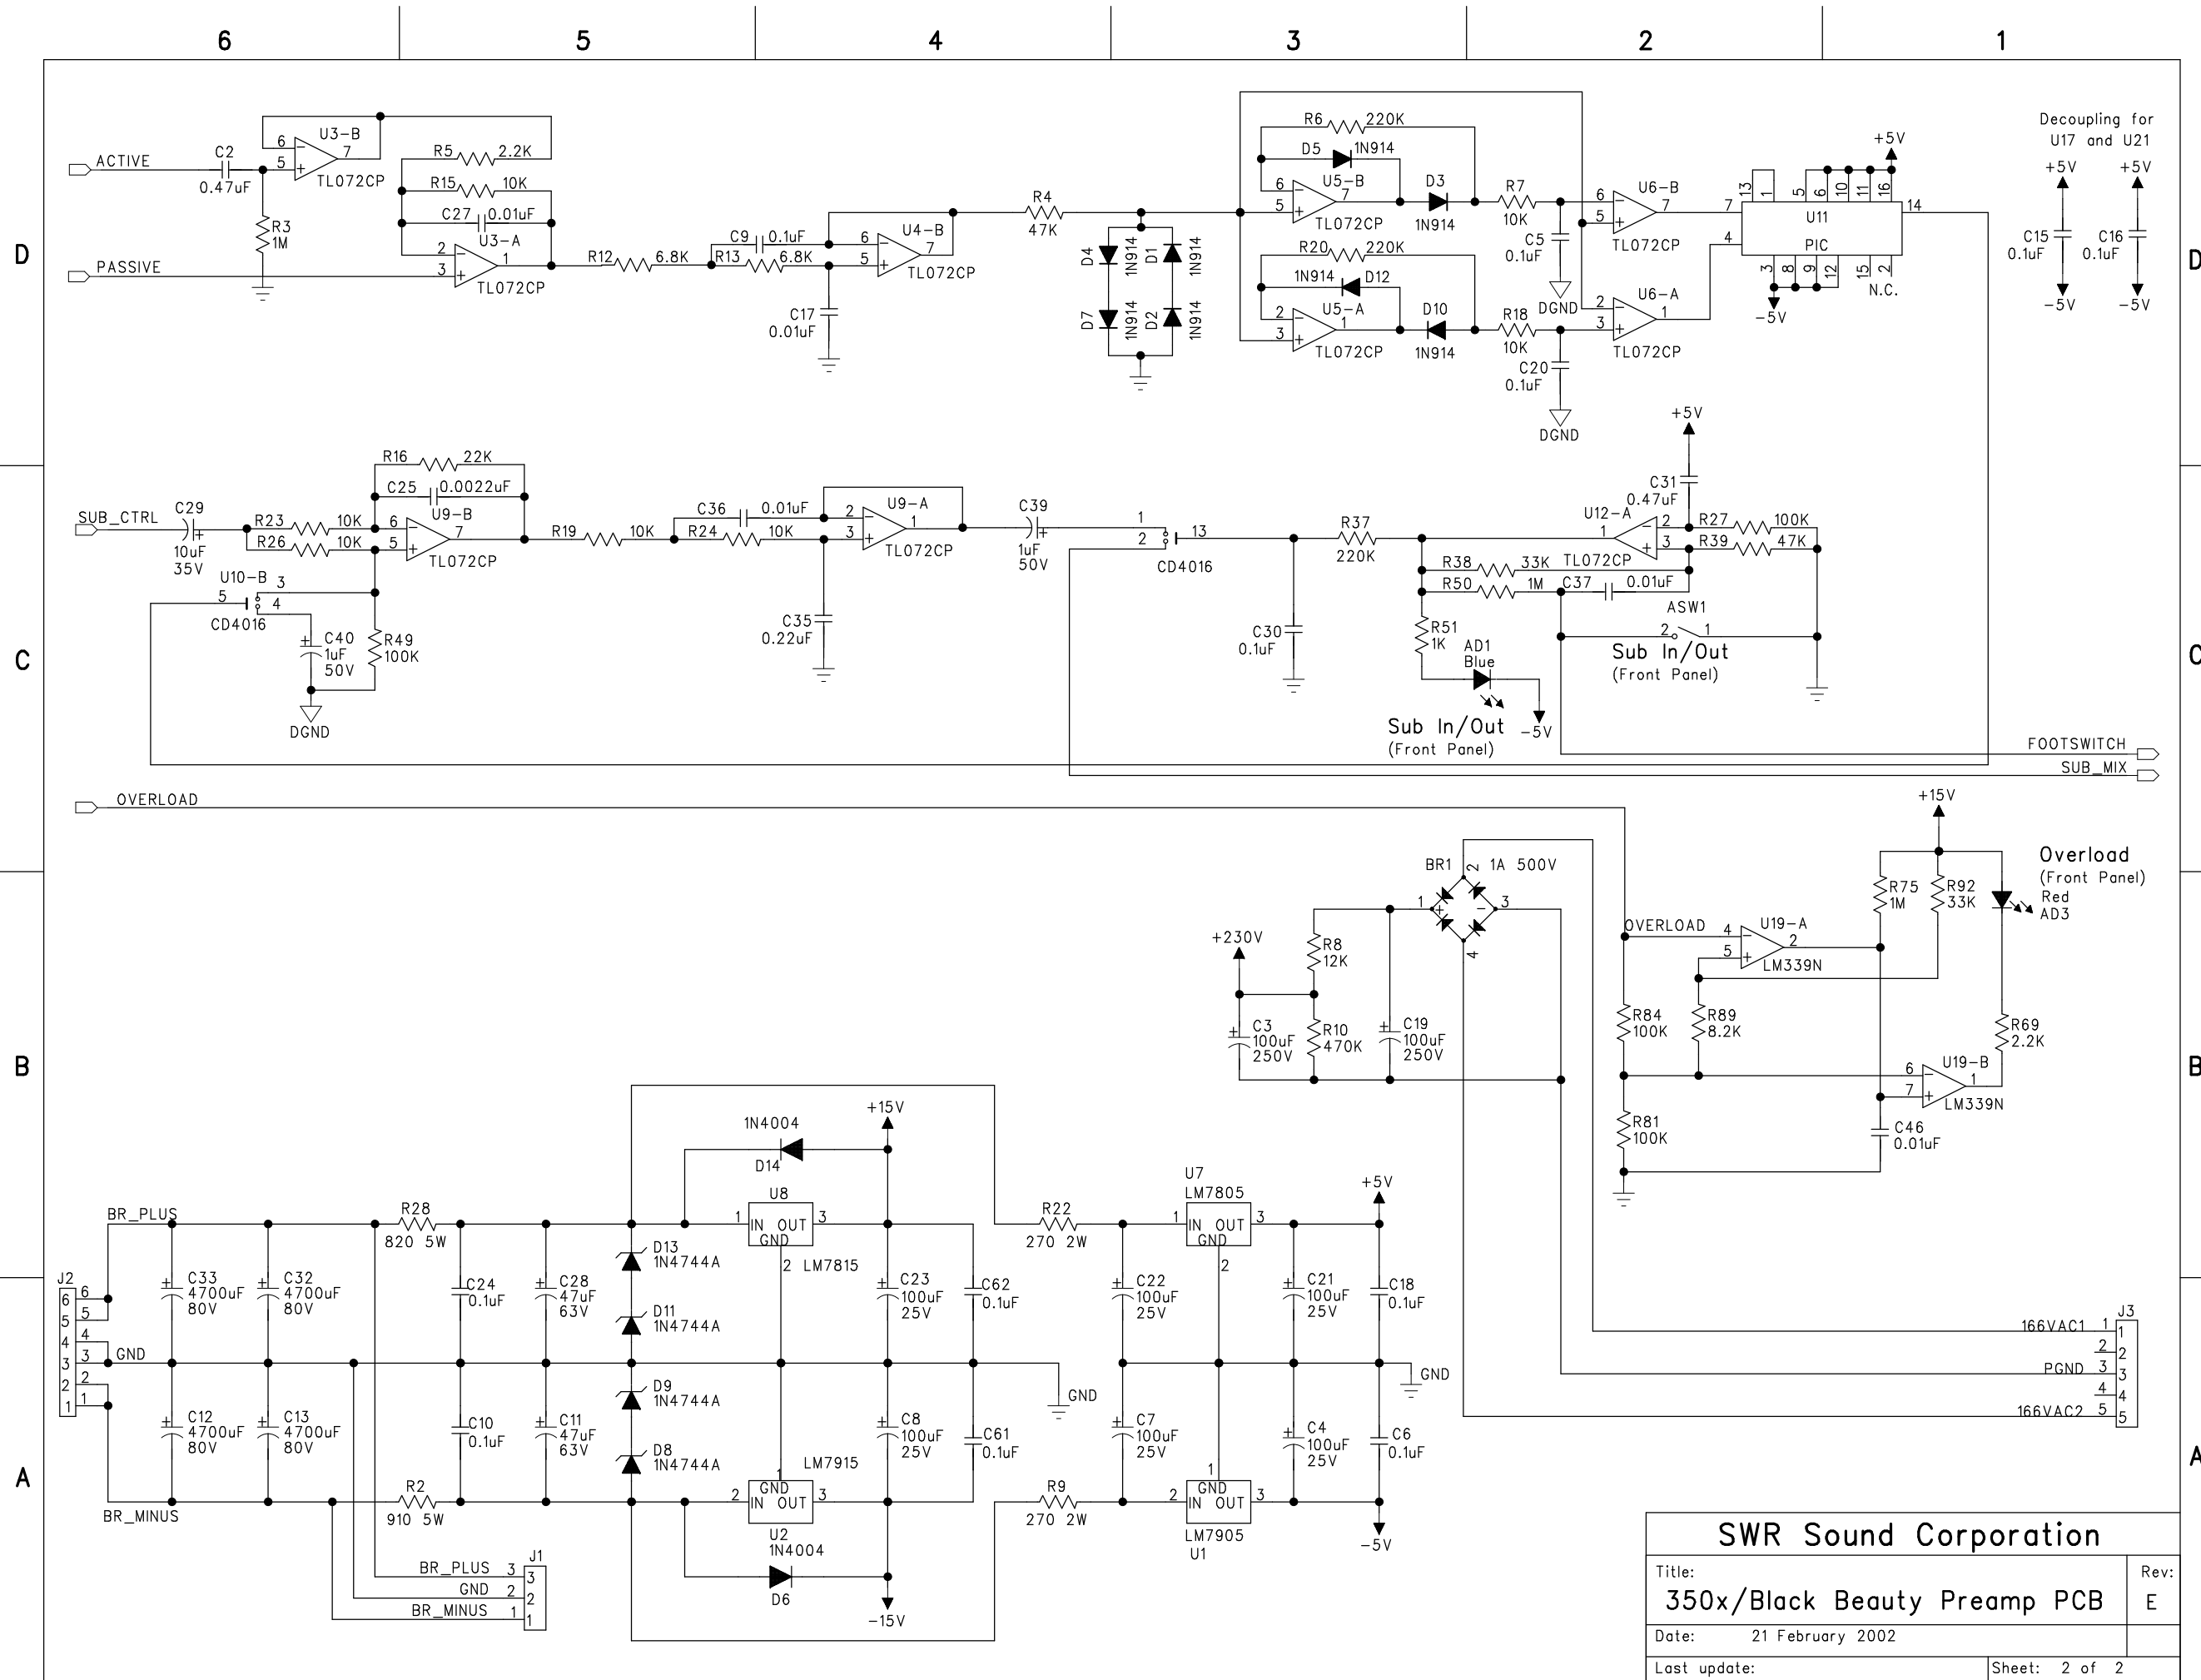 6 5 4 3 2 1
D
ACTIVE
C2
0.47uF
6
5
7
U3-B
TL072CP
R3
1M
PASSIVE
R5 2.2K
R15 10K
C27 0.01uF
U3-A
2
3
1
TL072CP
R12 6.8K
C9 0.1uF
R13 6.8K
C17
0.01uF
6
5
7
U4-B
TL072CP
R4
47K
D4 1N914
D1 1N914
D7 1N914
D2 1N914
R6 220K
D5 1N914
U5-B
6
5
7
TL072CP
D3
1N914
R7
10K
C5
0.1uF
DGND
R20 220K
1N914 D12
U5-A
2
3
1
TL072CP
D10
1N914
R18
10K
C20
0.1uF
DGND
U6-B
6
5
7
TL072CP
U6-A
2
3
1
TL072CP
+5V
13 1 5 6 10 11 16
7 U11 14
4 PIC
3 8 9 12 15 2
-5V
N.C.
Decoupling for
U17 and U21
+5V +5V
C15
0.1uF
C16
0.1uF
-5V -5V
D
C
SUB_CTRL
C29
10uF
35V
R23 10K
R26 10K
R16 22K
C25 0.0022uF
U9-B
6
5
7
TL072CP
U10-B
5 3
4
CD4016
C40
1uF
50V
R49
100K
DGND
R19 10K
C36 0.01uF
R24 10K
C35
0.22uF
U9-A
2
3
1
TL072CP
C39
1uF
50V
1
2
13
CD4016
C30
0.1uF
R37
220K
+5V
C31
0.47uF
U12-A
1 2
3
TL072CP
R27 100K
R39 47K
R38 33K
R50 1M
C37 0.01uF
ASW1
2 1
Sub In/Out
(Front Panel)
R51
1K
AD1
Blue
Sub In/Out
(Front Panel)
-5V
FOOTSWITCH
SUB_MIX
C
OVERLOAD
+15V
Overload
(Front Panel)
Red
AD3
R75
1M
R92
33K
OVERLOAD
4
5
2
U19-A
LM339N
R84
100K
R89
8.2K
R69
2.2K
U19-B
6
7
1
LM339N
R81
100K
C46
0.01uF
BR1 1A 500V
2
1 + - 3
4
+230V
R8
12K
C3
100uF
250V
R10
470K
C19
100uF
250V
B
B
1N4004
D14
+15V
BR_PLUS
R28
820 5W
U8
1 IN OUT 3
GND
2 LM7815
R22
270 2W
U7
LM7805
1 IN OUT 3
GND
2
+5V
J2
6 6
5 5
4 4
3 3
2 2
1 1
GND
C33
4700uF
80V
C32
4700uF
80V
C24
0.1uF
C28
47uF
63V
D13
1N4744A
D11
1N4744A
C23
100uF
25V
C62
0.1uF
C22
100uF
25V
C21
100uF
25V
C18
0.1uF
GND
GND
C12
4700uF
80V
C13
4700uF
80V
C10
0.1uF
C11
47uF
63V
D9
1N4744A
D8
1N4744A
C8
100uF
25V
C61
0.1uF
C7
100uF
25V
C4
100uF
25V
C6
0.1uF
BR_MINUS
R2
910 5W
LM7915
1
GND
2 IN OUT 3
U2
1N4004
D6
-15V
R9
270 2W
1
GND
2 IN OUT 3
LM7905
U1
-5V
J1
BR_PLUS 3 3
GND 2 2
BR_MINUS 1 1
J3
166VAC1 1 1
2 2
PGND 3 3
4 4
166VAC2 5 5
A
A
SWR Sound Corporation
Title:
350x/Black Beauty Preamp PCB
Rev:
E
Date: 21 February 2002
Last update:
Sheet: 2 of 2